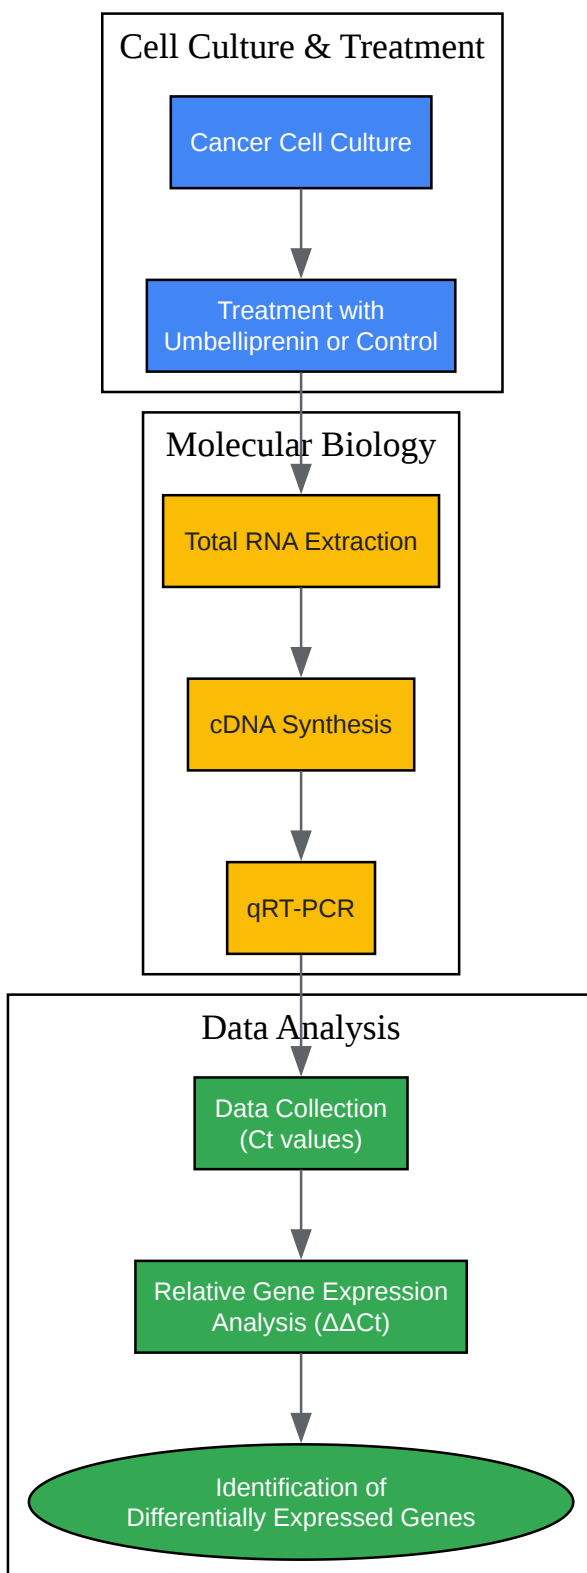 Cell Culture & Treatment
Cancer Cell Culture
Treatment with
Umbelliprenin or Control
Molecular Biology
Total RNA Extraction
cDNA Synthesis
qRT-PCR
Data Analysis
Data Collection
(Ct values)
Relative Gene Expression
Analysis (ΔΔCt)
Identification of
Differentially Expressed Genes